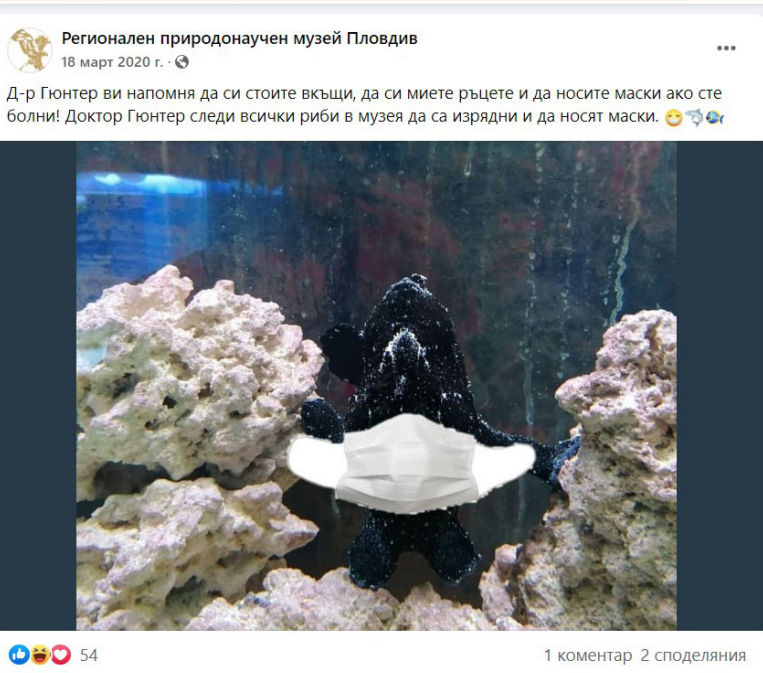 Регионален природонаучен музей Пловдив
18 март 2020 г. ·
Д-р Гюнтер ви напомня да си стоите вкъщи, да си миете ръцете и да носите маски ако сте
болни! Доктор Гюнтер следи всички риби в музея да са изрядни и да носят маски. 😷🐬🐠
54
1 коментар 2 споделяния